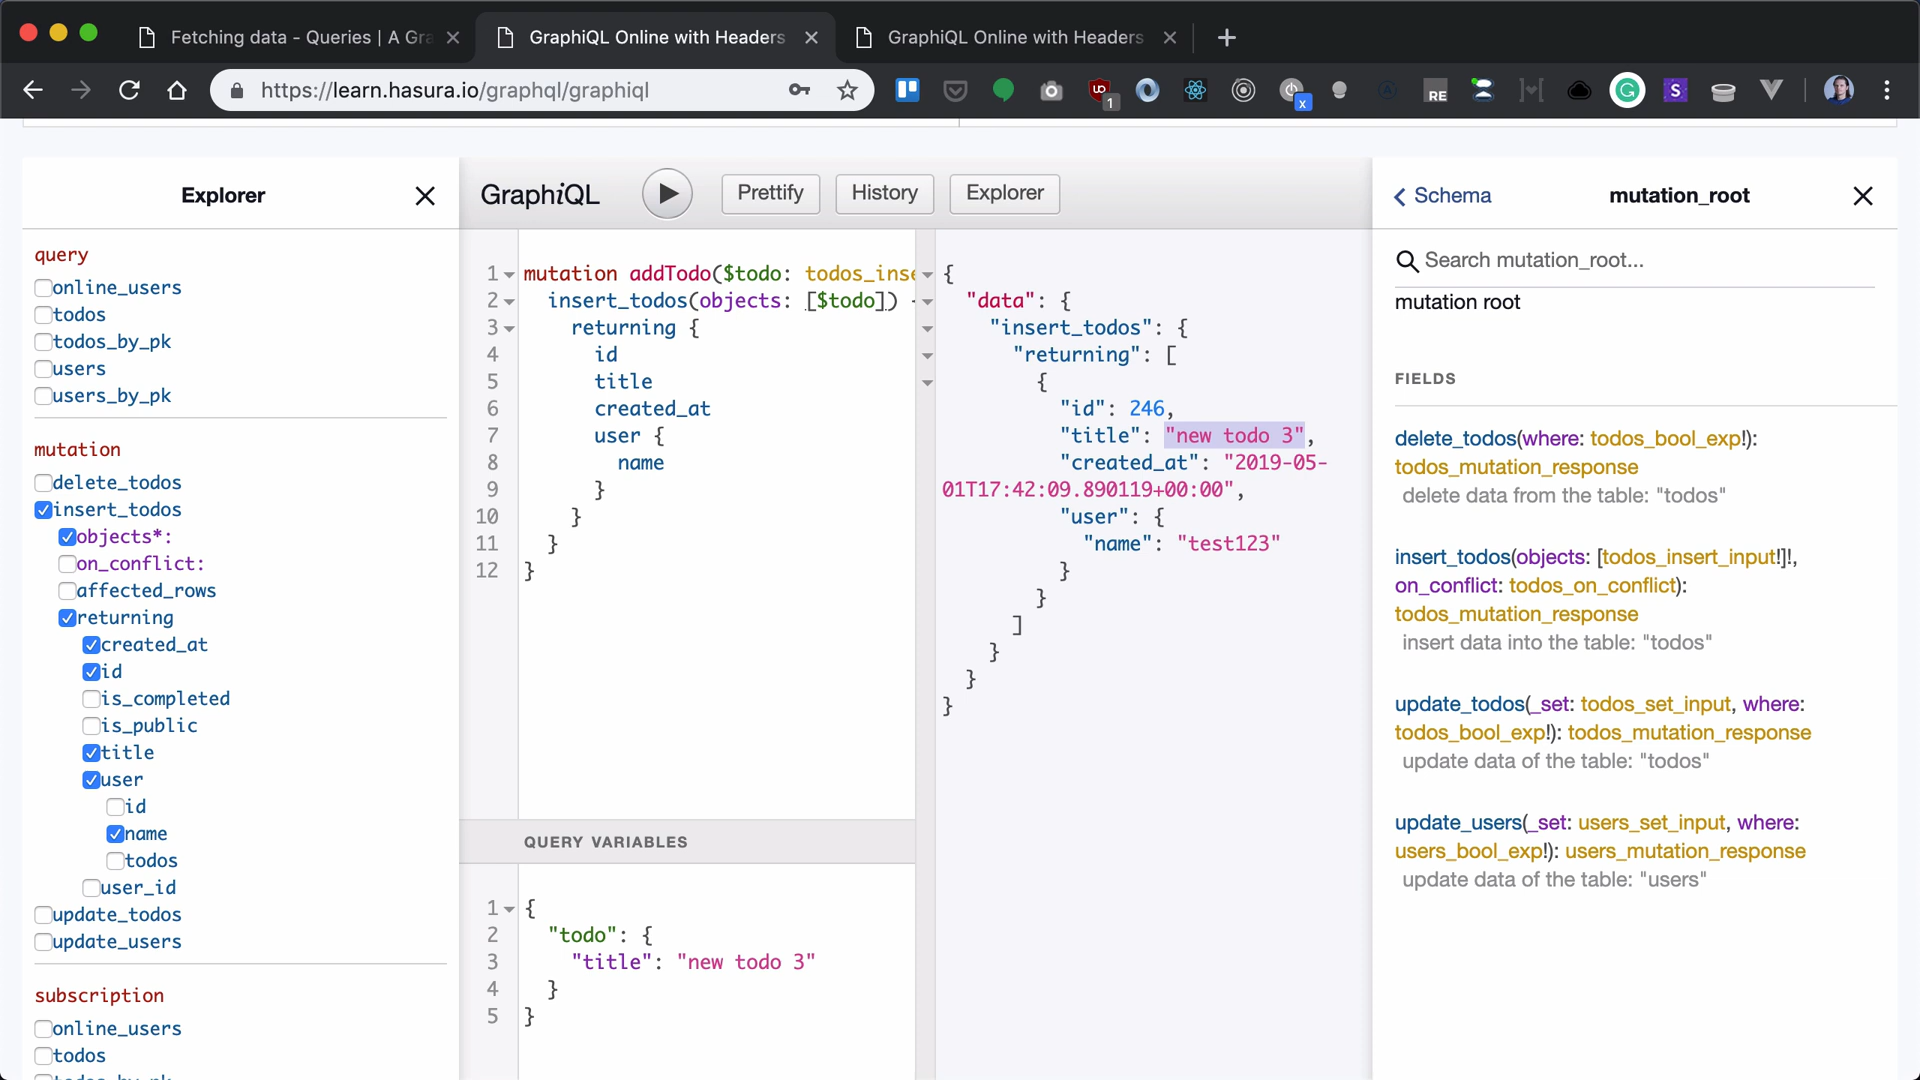 Fetching data - Queries | A Gra
GraphiQL Online with Headers
GraphiQL Online with Headers
https://learn.hasura.io/graphql/graphiql
1
x
RE
S
Explorer
query
online_users
todos
todos_by_pk
users
users_by_pk
mutation
delete_todos
insert_todos
objects*:
on_conflict:
affected_rows
returning
created_at
id
is_completed
is_public
title
user
id
name
todos
user_id
update_todos
update_users
subscription
online_users
todos
todos_by_pk
GraphiQL
Prettify
History
Explorer
1 mutation addTodo($todo: todos_inse
2 insert_todos(objects: [$todo])
3 returning {
4 id
5 title
6 created_at
7 user {
8 name
9 }
10 }
11 }
12 }
QUERY VARIABLES
1 {
2 "todo": {
3 "title": "new todo 3"
4 }
5 }
{
"data": {
"insert_todos": {
"returning": [
{
"id": 246,
"title": "new todo 3",
"created_at": "2019-05-
01T17:42:09.890119+00:00",
"user": {
"name": "test123"
}
}
]
}
}
}
Schema
mutation_root
Search mutation_root...
mutation root
FIELDS
delete_todos(where: todos_bool_exp!):
todos_mutation_response
delete data from the table: "todos"
insert_todos(objects: [todos_insert_input!]!,
on_conflict: todos_on_conflict):
todos_mutation_response
insert data into the table: "todos"
update_todos(_set: todos_set_input, where:
todos_bool_exp!): todos_mutation_response
update data of the table: "todos"
update_users(_set: users_set_input, where:
users_bool_exp!): users_mutation_response
update data of the table: "users"